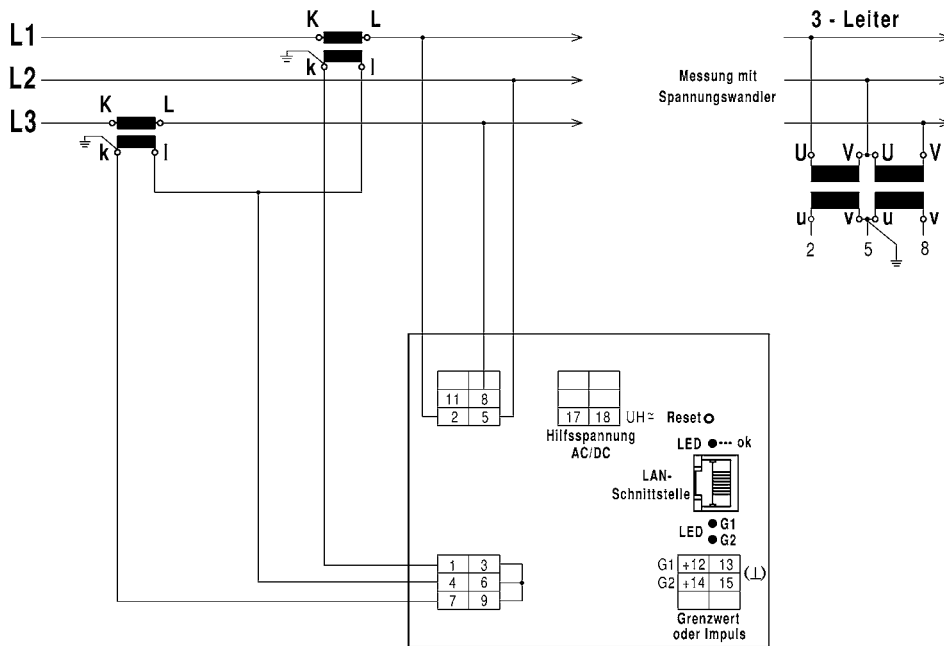 K L
L1
k l
L2
K L
L3
k l
3 - Leiter
Messung mit
Spannungswandler
U V U V
u v u v
2 5 8
11 8
2 5
17 18 UH≂
Hilfsspannung
AC/DC
Reset
LED --- ok
LAN-
Schnittstelle
LED G1
G2
1 3
4 6
7 9
G1 +12 13
G2 +14 15
(⊥)
Grenzwert
oder Impuls